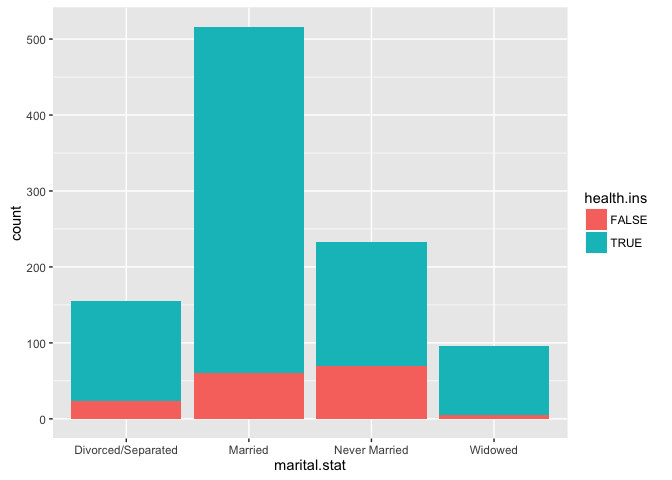 500
400
300
200
100
0
count
Divorced/Separated
Married
Never Married
Widowed
marital.stat
health.ins
FALSE
TRUE